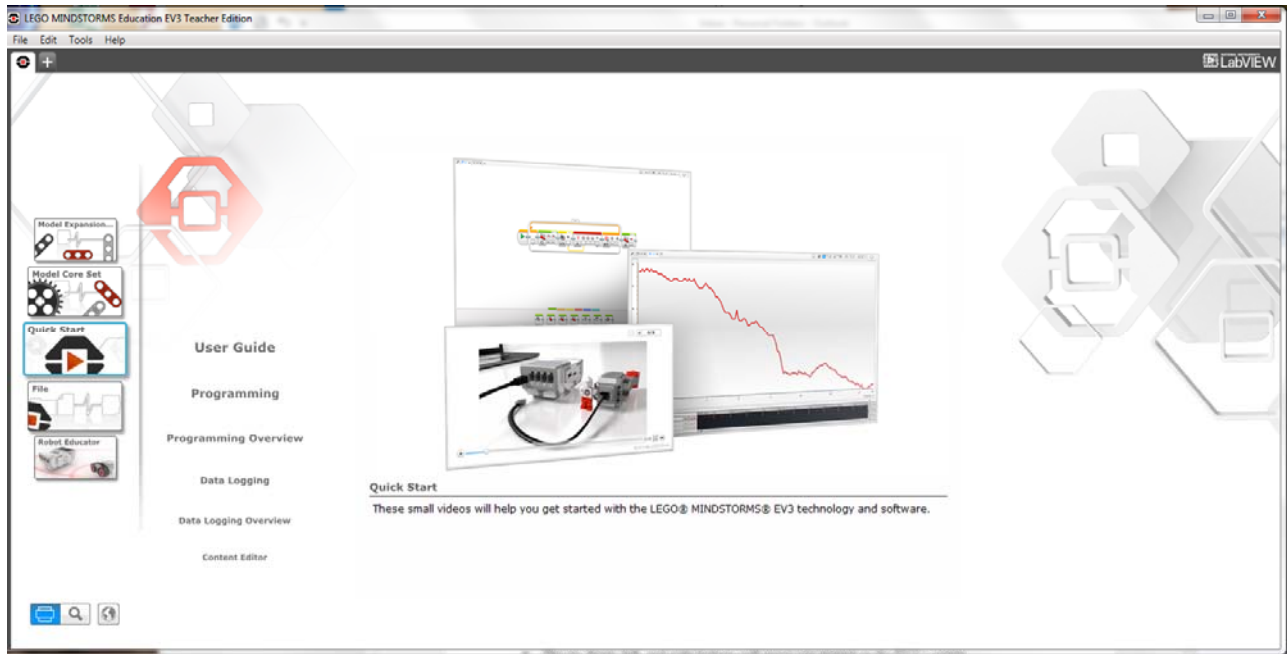 LEGO MINDSTORMS Education EV3 Teacher Edition
File Edit Tools Help
LabVIEW
Model Expansion...
Model Core Set
Quick Start
File
Robot Educator
User Guide
Programming
Programming Overview
Data Logging
Data Logging Overview
Content Editor
Quick Start
These small videos will help you get started with the LEGO® MINDSTORMS® EV3 technology and software.